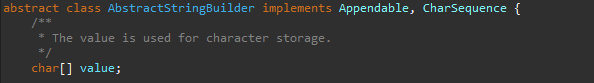 abstract class AbstractStringBuilder implements Appendable, CharSequence {
    /**
     * The value is used for character storage.
     */
    char[] value;